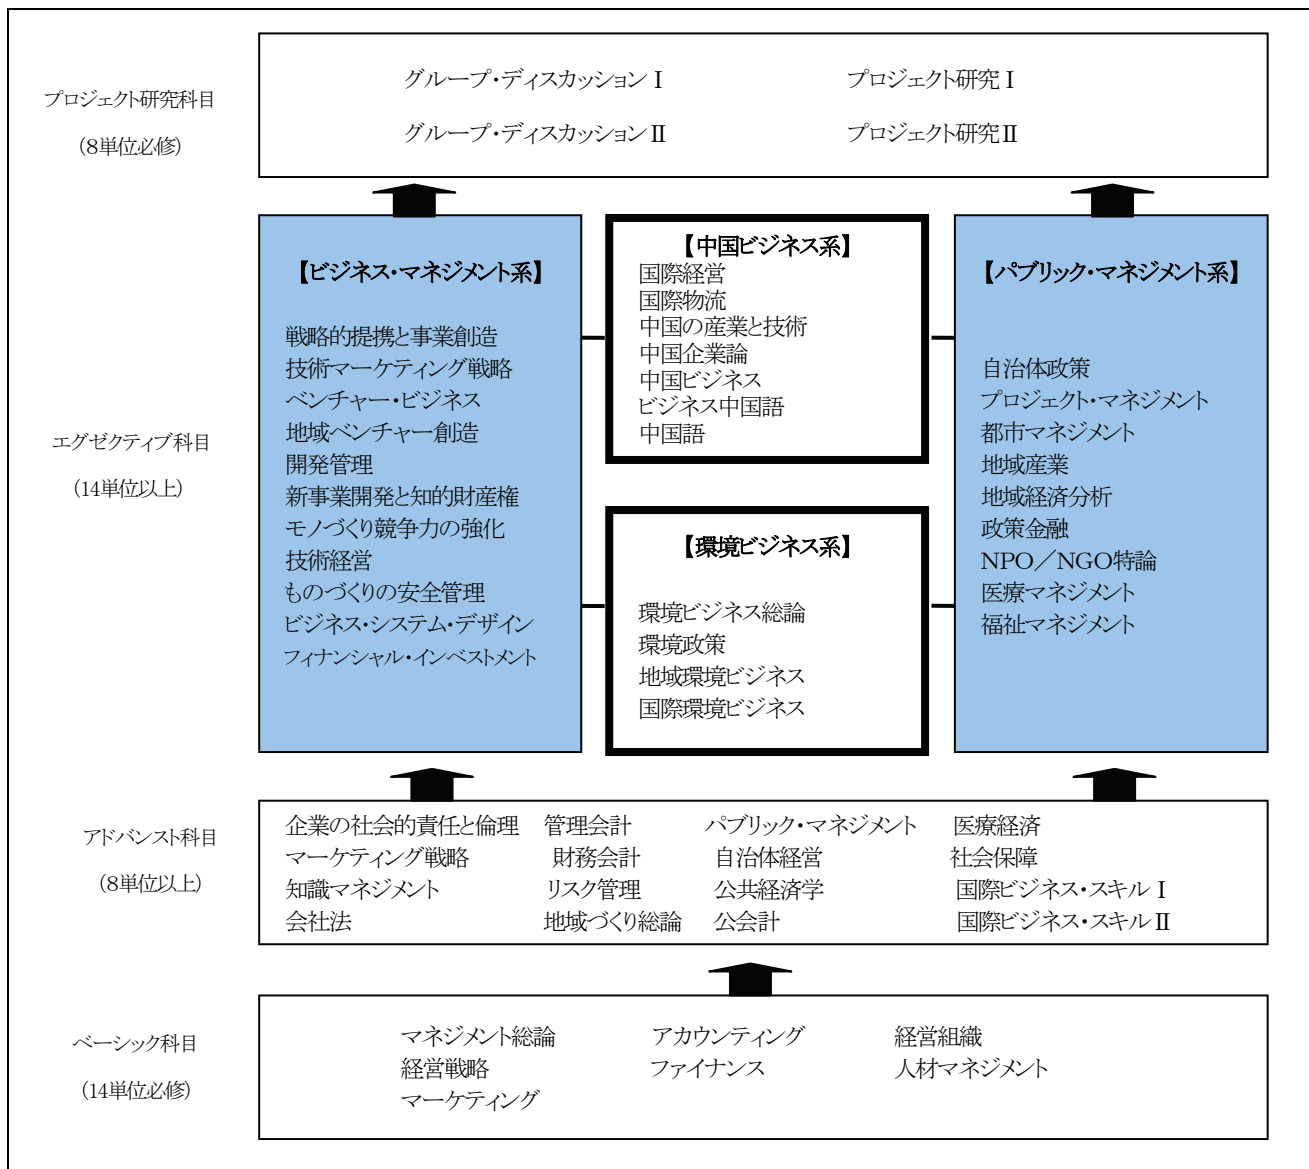 プロジェクト研究科目
(8単位必修)
グループ・ディスカッションⅠ
プロジェクト研究Ⅰ
グループ・ディスカッションⅡ
プロジェクト研究Ⅱ
エグゼクティブ科目
(14単位以上)
【ビジネス・マネジメント系】
戦略的提携と事業創造
技術マーケティング戦略
ベンチャー・ビジネス
地域ベンチャー創造
開発管理
新事業開発と知的財産権
モノづくり競争力の強化
技術経営
ものづくりの安全管理
ビジネス・システム・デザイン
フィナンシャル・インベストメント
【中国ビジネス系】
国際経営
国際物流
中国の産業と技術
中国企業論
中国ビジネス
ビジネス中国語
中国語
【環境ビジネス系】
環境ビジネス総論
環境政策
地域環境ビジネス
国際環境ビジネス
【パブリック・マネジメント系】
自治体政策
プロジェクト・マネジメント
都市マネジメント
地域産業
地域経済分析
政策金融
NPO／NGO特論
医療マネジメント
福祉マネジメント
アドバンスト科目
(8単位以上)
企業の社会的責任と倫理
マーケティング戦略
知識マネジメント
会社法
管理会計
財務会計
リスク管理
地域づくり総論
パブリック・マネジメント
自治体経営
公共経済学
公会計
医療経済
社会保障
国際ビジネス・スキルⅠ
国際ビジネス・スキルⅡ
ベーシック科目
(14単位必修)
マネジメント総論
経営戦略
マーケティング
アカウンティング
ファイナンス
経営組織
人材マネジメント